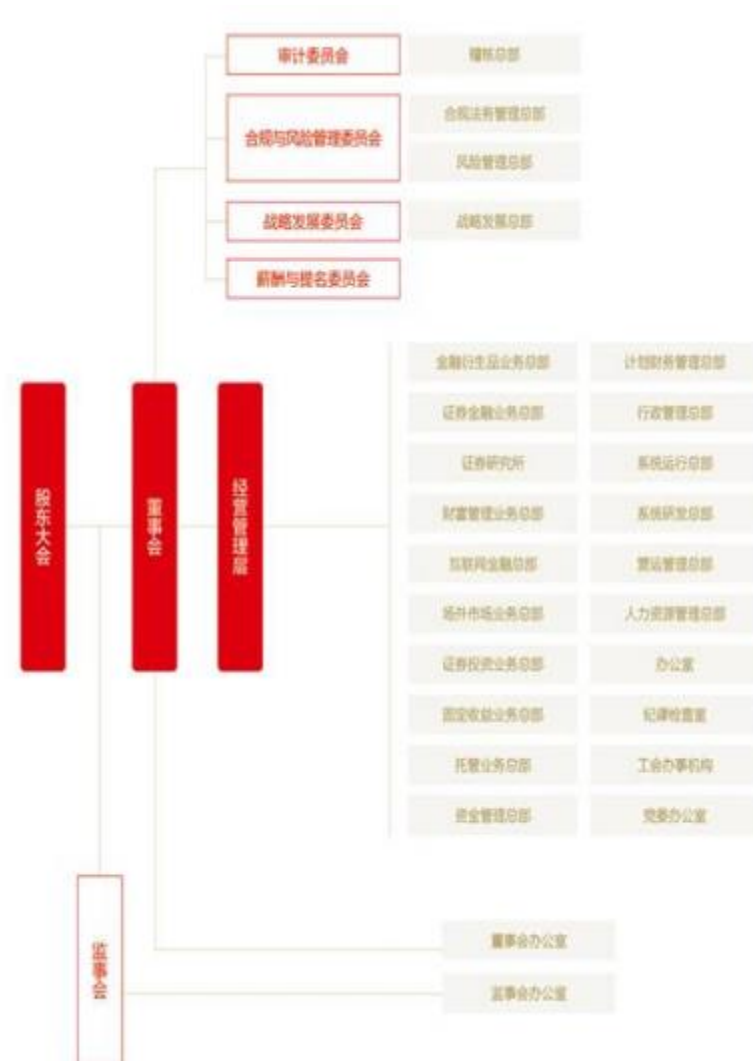 审计委员会
稽核总部
合规与风险管理委员会
合规法务管理总部
风险管理总部
战略发展委员会
战略发展总部
薪酬与提名委员会
股东大会
董事会
经营管理层
金融衍生品业务总部
计划财务管理总部
证券金融业务总部
行政管理总部
证券研究所
系统运行总部
财富管理业务总部
系统研发总部
互联网金融总部
营运管理总部
场外市场业务总部
人力资源管理总部
证券投资业务总部
办公室
固定收益业务总部
纪律检查室
托管业务总部
工会办事机构
资金管理总部
党委办公室
监事会
董事会办公室
监事会办公室